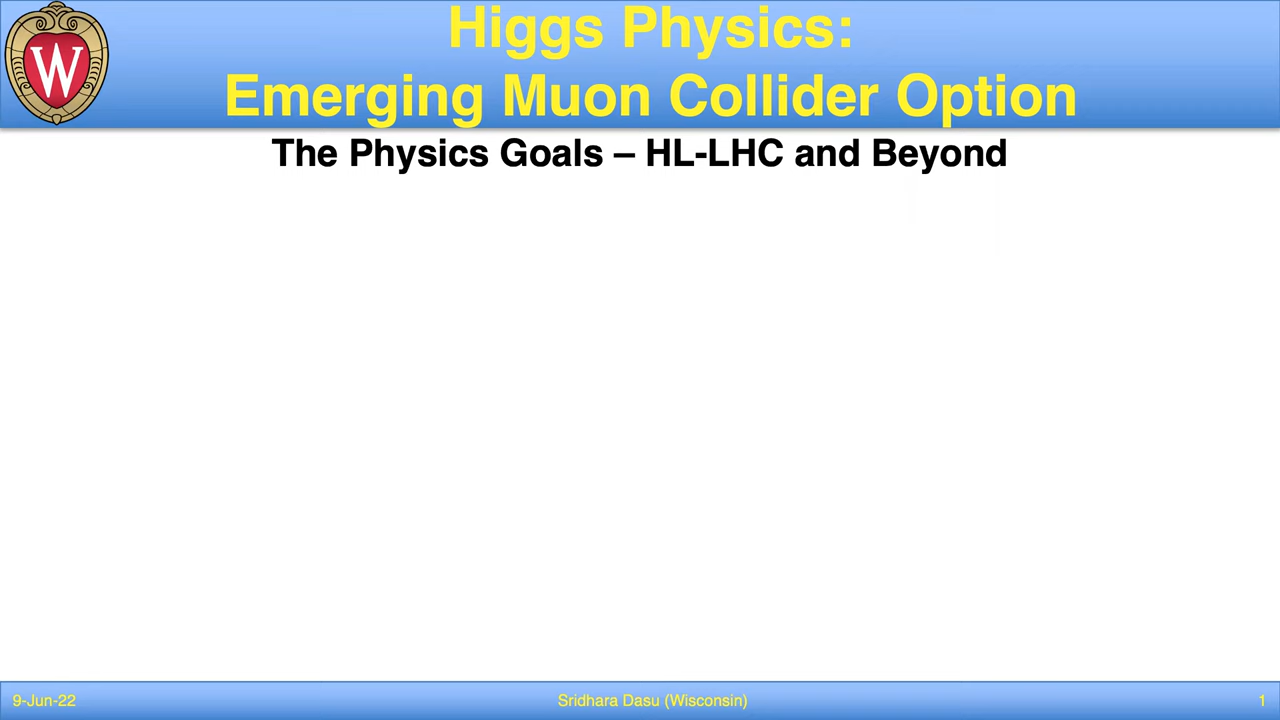 W
Higgs Physics:
Emerging Muon Collider Option
The Physics Goals – HL-LHC and Beyond
9-Jun-22
Sridhara Dasu (Wisconsin)
1